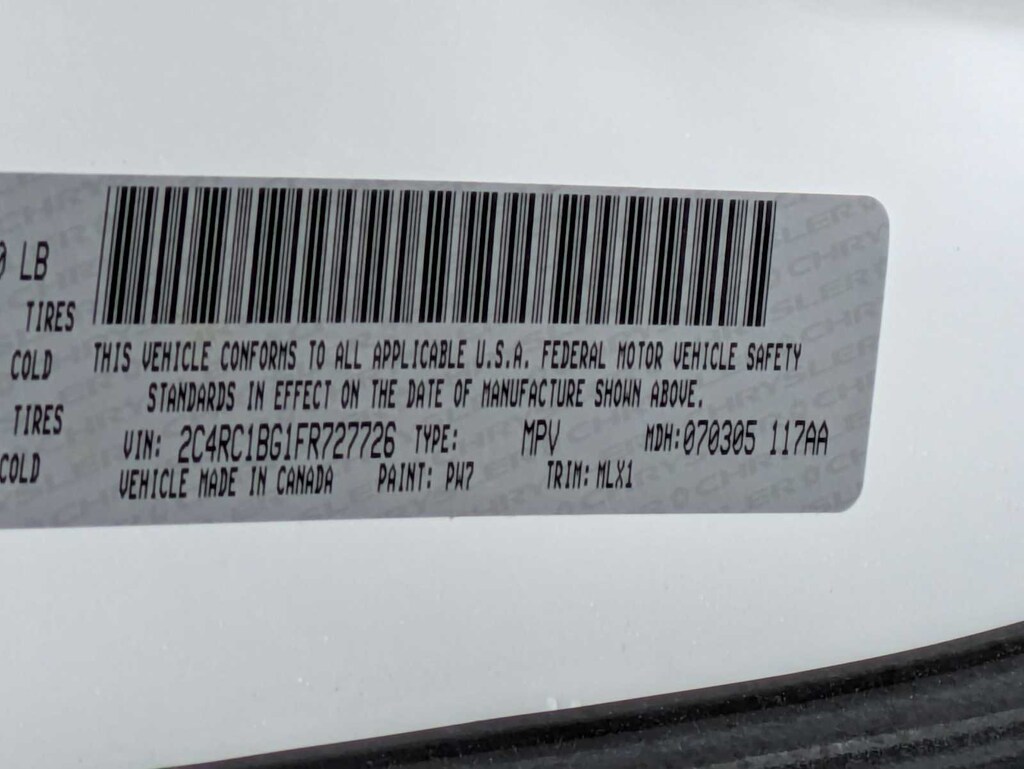 0 LB
TIRES
COLD
TIRES
COLD
THIS VEHICLE CONFORMS TO ALL APPLICABLE U.S.A. FEDERAL MOTOR VEHICLE SAFETY
STANDARDS IN EFFECT ON THE DATE OF MANUFACTURE SHOWN ABOVE.
VIN: 2C4RC1BG1FR727726 TYPE: MPV MDH:070305 117AA
VEHICLE MADE IN CANADA PAINT: PW7 TRIM: MLX1